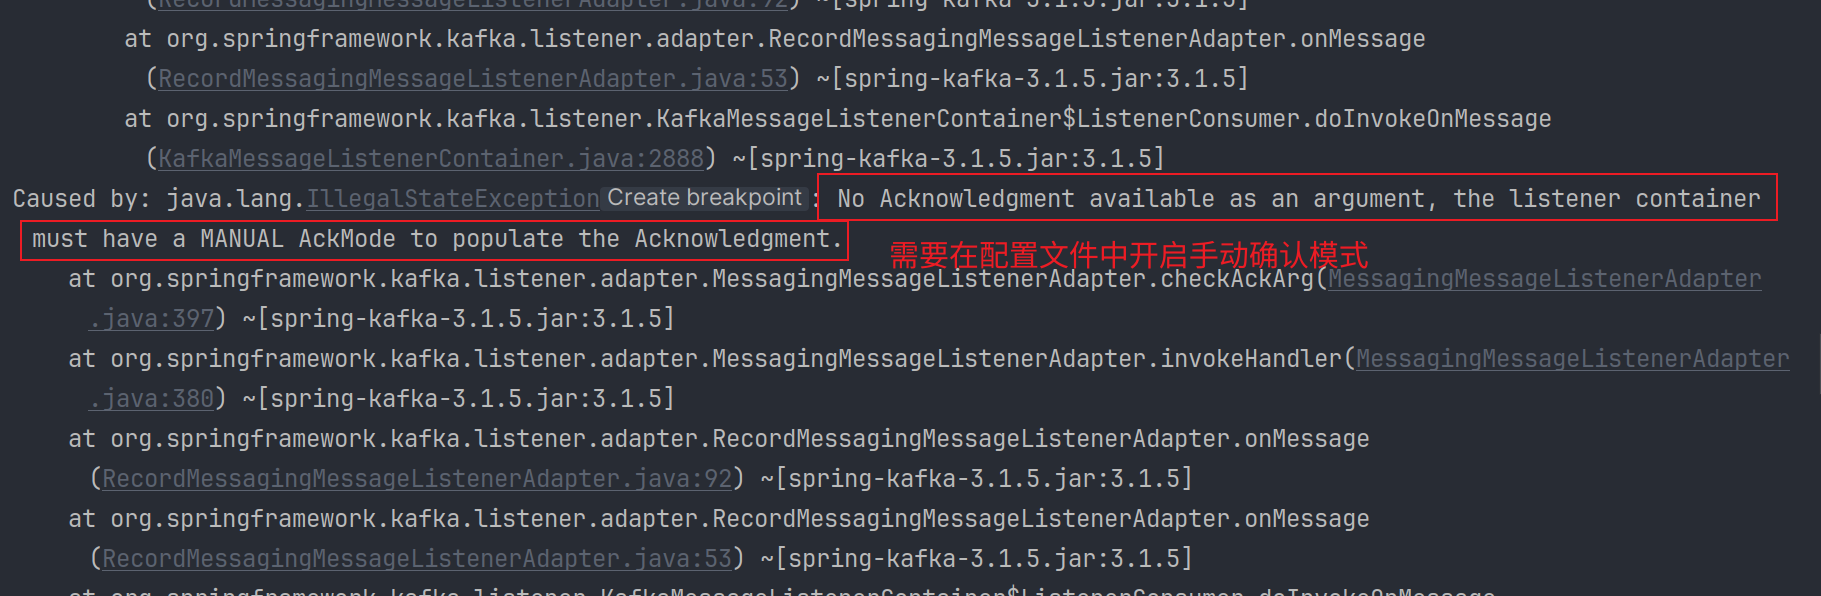 (RecordMessagingMessageListenerAdapter.java:92) ~[spring-kafka-3.1.5.jar:3.1.5]
at org.springframework.kafka.listener.adapter.RecordMessagingMessageListenerAdapter.onMessage
(RecordMessagingMessageListenerAdapter.java:53) ~[spring-kafka-3.1.5.jar:3.1.5]
at org.springframework.kafka.listener.KafkaMessageListenerContainer$ListenerConsumer.doInvokeOnMessage
(KafkaMessageListenerContainer.java:2888) ~[spring-kafka-3.1.5.jar:3.1.5]
Caused by: java.lang.IllegalStateException Create breakpoint : No Acknowledgment available as an argument, the listener container
must have a MANUAL AckMode to populate the Acknowledgment.
需要在配置文件中开启手动确认模式
at org.springframework.kafka.listener.adapter.MessagingMessageListenerAdapter.checkAckArg(MessagingMessageListenerAdapter
.java:397) ~[spring-kafka-3.1.5.jar:3.1.5]
at org.springframework.kafka.listener.adapter.MessagingMessageListenerAdapter.invokeHandler(MessagingMessageListenerAdapter
.java:380) ~[spring-kafka-3.1.5.jar:3.1.5]
at org.springframework.kafka.listener.adapter.RecordMessagingMessageListenerAdapter.onMessage
(RecordMessagingMessageListenerAdapter.java:92) ~[spring-kafka-3.1.5.jar:3.1.5]
at org.springframework.kafka.listener.adapter.RecordMessagingMessageListenerAdapter.onMessage
(RecordMessagingMessageListenerAdapter.java:53) ~[spring-kafka-3.1.5.jar:3.1.5]
at org.springframework.kafka.listener.KafkaMessageListenerContainer$ListenerConsumer.doInvokeOnMessage